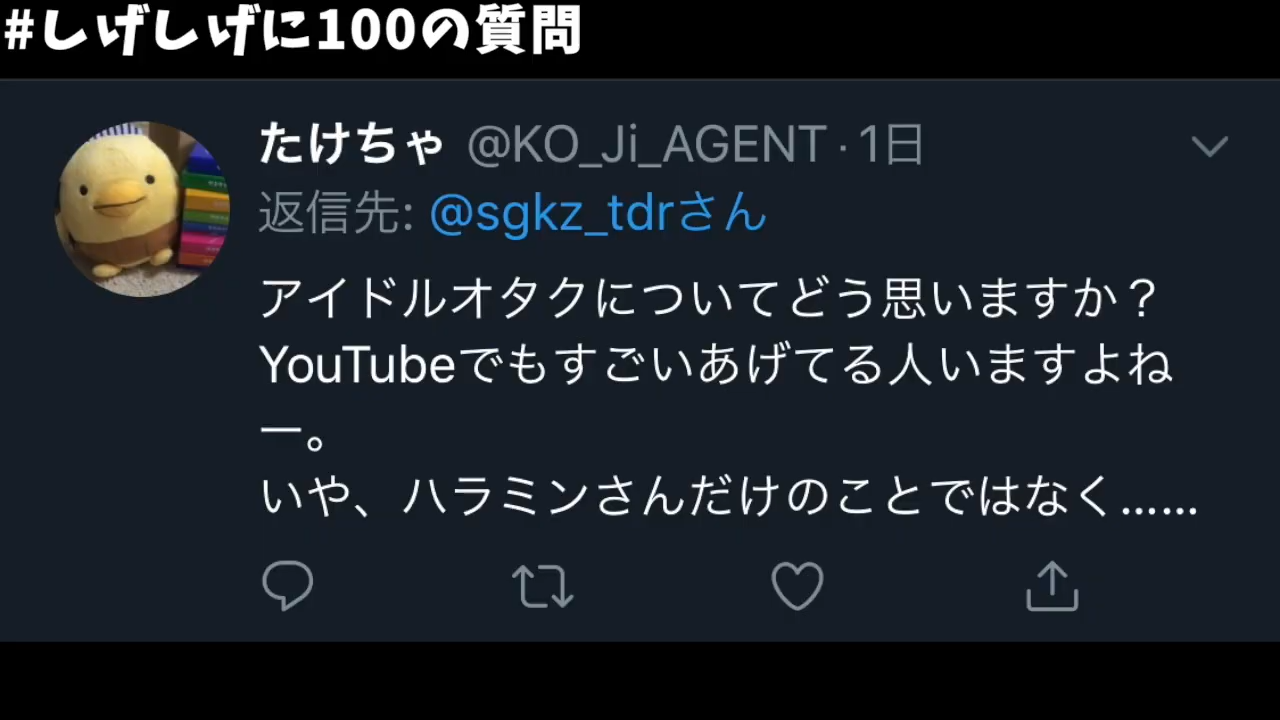 #しげしげに100の質問
たけちゃ @KO_Ji_AGENT · 1日
返信先: @sgkz_tdrさん
アイドルオタクについてどう思いますか？
YouTubeでもすごいあげてる人いますよね
ー。
いや、ハラミンさんだけのことではなく……